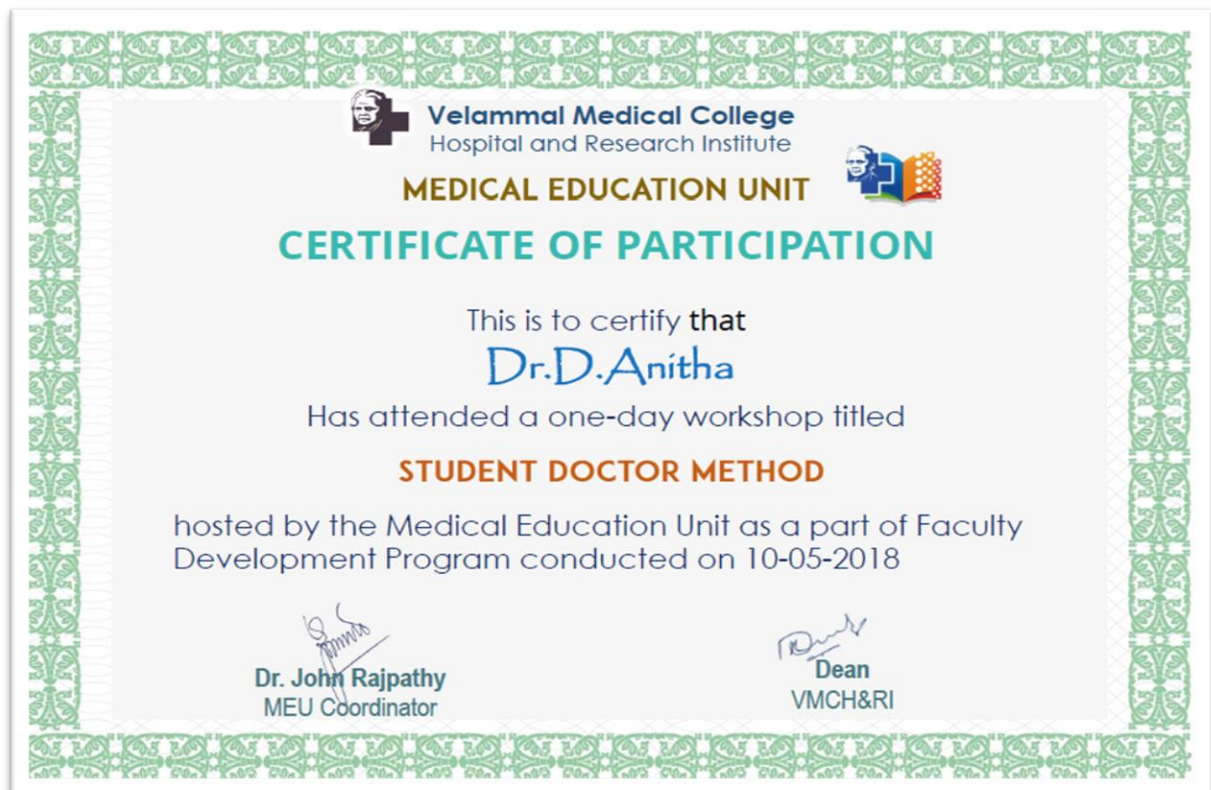 Velammal Medical College
Hospital and Research Institute
MEDICAL EDUCATION UNIT
CERTIFICATE OF PARTICIPATION
This is to certify that
Dr.D.Anitha
Has attended a one-day workshop titled
STUDENT DOCTOR METHOD
hosted by the Medical Education Unit as a part of Faculty
Development Program conducted on 10-05-2018
Dr. John Rajpathy
MEU Coordinator
Dean
VMCH&RI